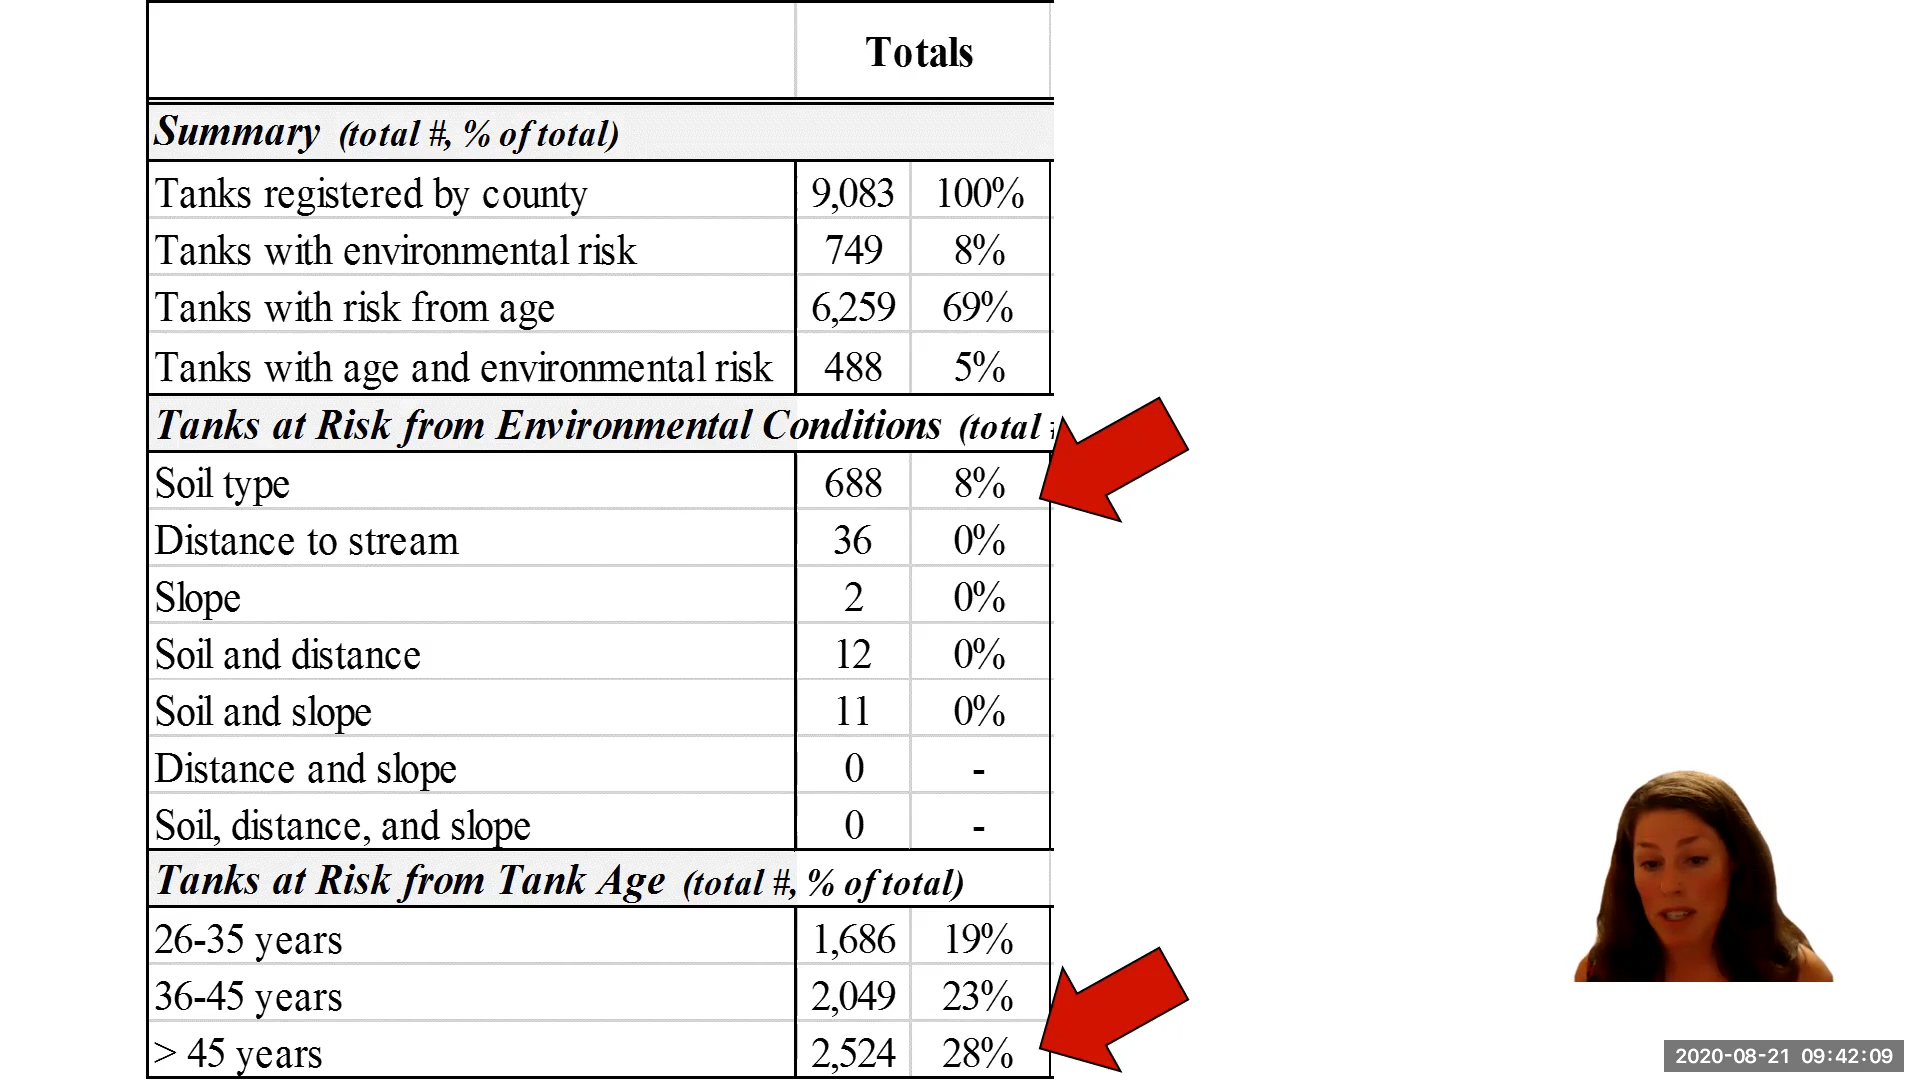 Totals
Summary (total #, % of total)
Tanks registered by county 9,083 100%
Tanks with environmental risk 749 8%
Tanks with risk from age 6,259 69%
Tanks with age and environmental risk 488 5%
Tanks at Risk from Environmental Conditions (total #
Soil type 688 8%
Distance to stream 36 0%
Slope 2 0%
Soil and distance 12 0%
Soil and slope 11 0%
Distance and slope 0 -
Soil, distance, and slope 0 -
Tanks at Risk from Tank Age (total #, % of total)
26-35 years 1,686 19%
36-45 years 2,049 23%
> 45 years 2,524 28%
2020-08-21 09:42:09